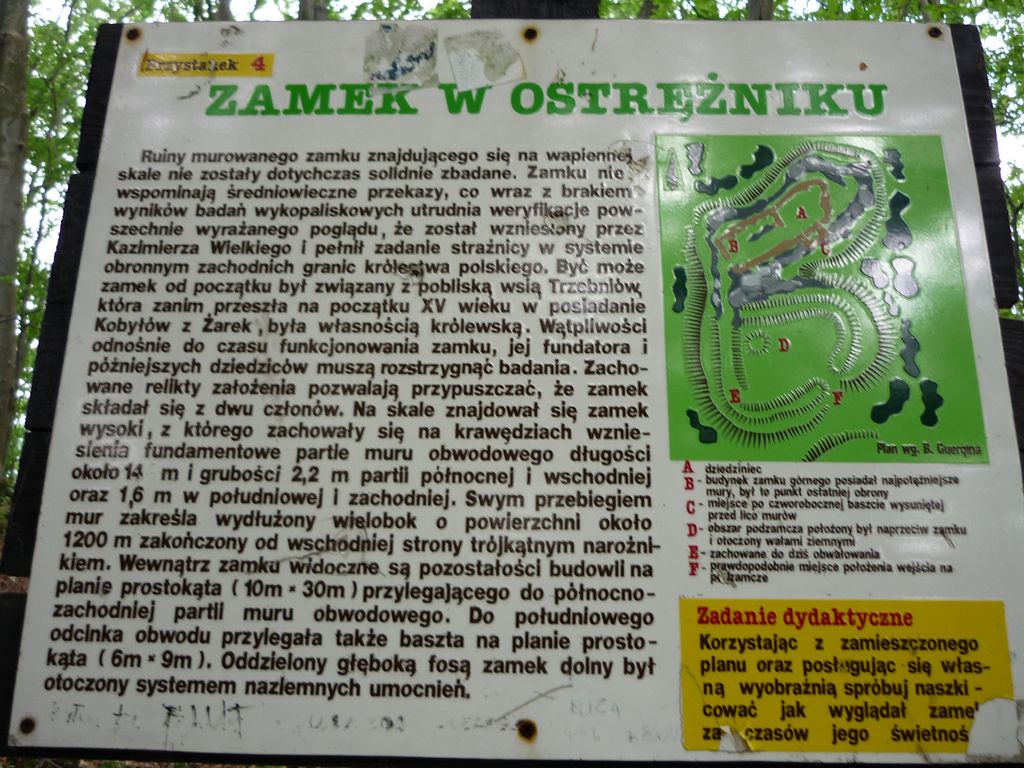 Przystanek 4
ZAMEK W OSTRĘŻNIKU
Ruiny murowanego zamku znajdującego się na wapiennej
skale nie zostały dotychczas solidnie zbadane. Zamku nie
wspominają średniowieczne przekazy, co wraz z brakiem
wyników badań wykopaliskowych utrudnia weryfikację pow-
szechnie wyrażanego poglądu, że został wzniesiony przez
Kazimierza Wielkiego i pełnił zadanie strażnicy w systemie
obronnym zachodnich granic królestwa polskiego. Być może
zamek od początku był związany z pobliską wsią Trzebniów,
która zanim przeszła na początku XV wieku w posiadanie
Kobyłów z Żarek, była własnością królewską. Wątpliwości
odnośnie do czasu funkcjonowania zamku, jej fundatora i
późniejszych dziedziców muszą rozstrzygnąć badania. Zacho-
wane relikty założenia pozwalają przypuszczać, że zamek
składał się z dwu członów. Na skale znajdował się zamek
wysoki, z którego zachowały się na krawędziach wznie-
sienia fundamentowe partie muru obwodowego długości
około 14 m i grubości 2,2 m partii północnej i wschodniej
oraz 1,6 m w południowej i zachodniej. Swym przebiegiem
mur zakreśla wydłużony wielobok o powierzchni około
1200 m zakończony od wschodniej strony trójkątnym narożni-
kiem. Wewnątrz zamku widoczne są pozostałości budowli na
planie prostokąta (10m × 30m) przylegającego do północno-
zachodniej partii muru obwodowego. Do południowego
odcinka obwodu przylegała także baszta na planie prosto-
kąta (6m × 9m). Oddzielony głęboką fosą zamek dolny był
otoczony systemem nazlemnych umocnień.
A
B
C
D
E
F
Plan wg. B. Guerqina
A dziedziniec
B - budynek zamku górnego posiadał najpotężniejsze
mury, był to punkt ostatniej obrony
C - miejsce po czworobocznej baszcie wysuniętej
przed lico murów
D - obszar podzamcza położony był naprzeciw zamku
i otoczony wałami ziemnymi
E - zachowane do dziś obwałowania
F - prawdopodobnie miejsce położenia wejścia na
podzamcze
Zadanie dydaktyczne
Korzystając z zamieszczonego
planu oraz posługując się włas-
ną wyobraźnią spróbuj naszki-
cować jak wyglądał zamek
za czasów jego świetnoś